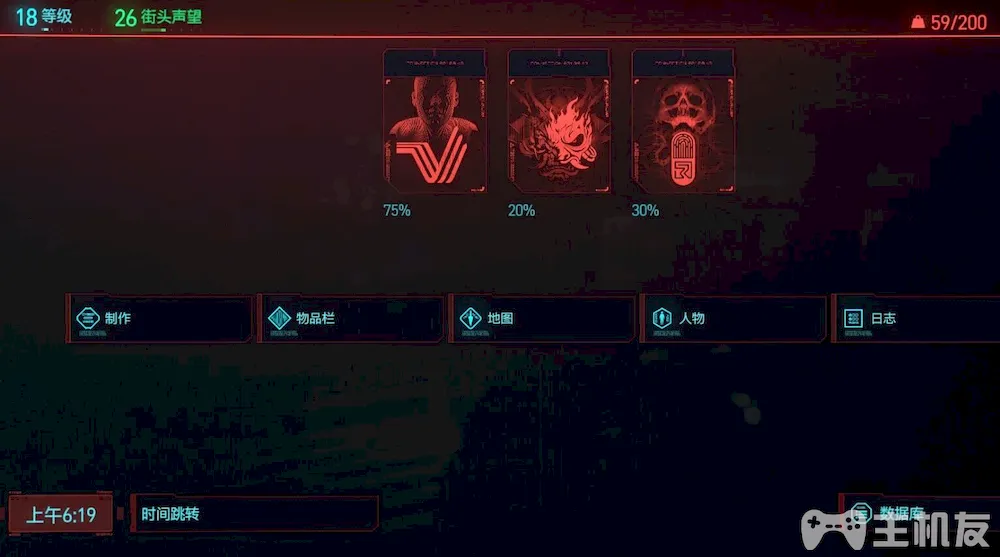 18 等级
26 街头声望
59/200
75%
20%
30%
制作
物品栏
地图
人物
日志
上午6:19
时间跳转
数据库
主机友